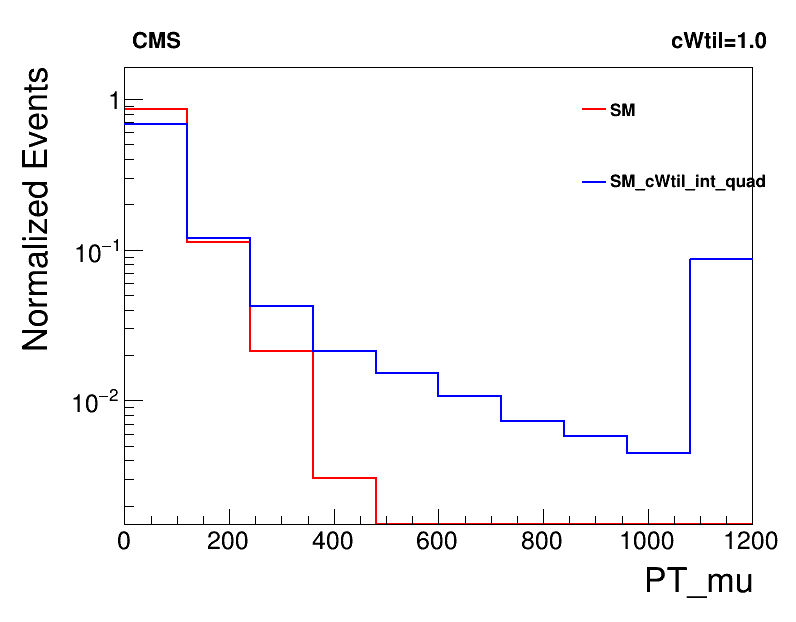 CMS
cWtil=1.0
Normalized Events
SM
SM_cWtil_int_quad
1
10⁻¹
10⁻²
0 200 400 600 800 1000 1200
PT_mu